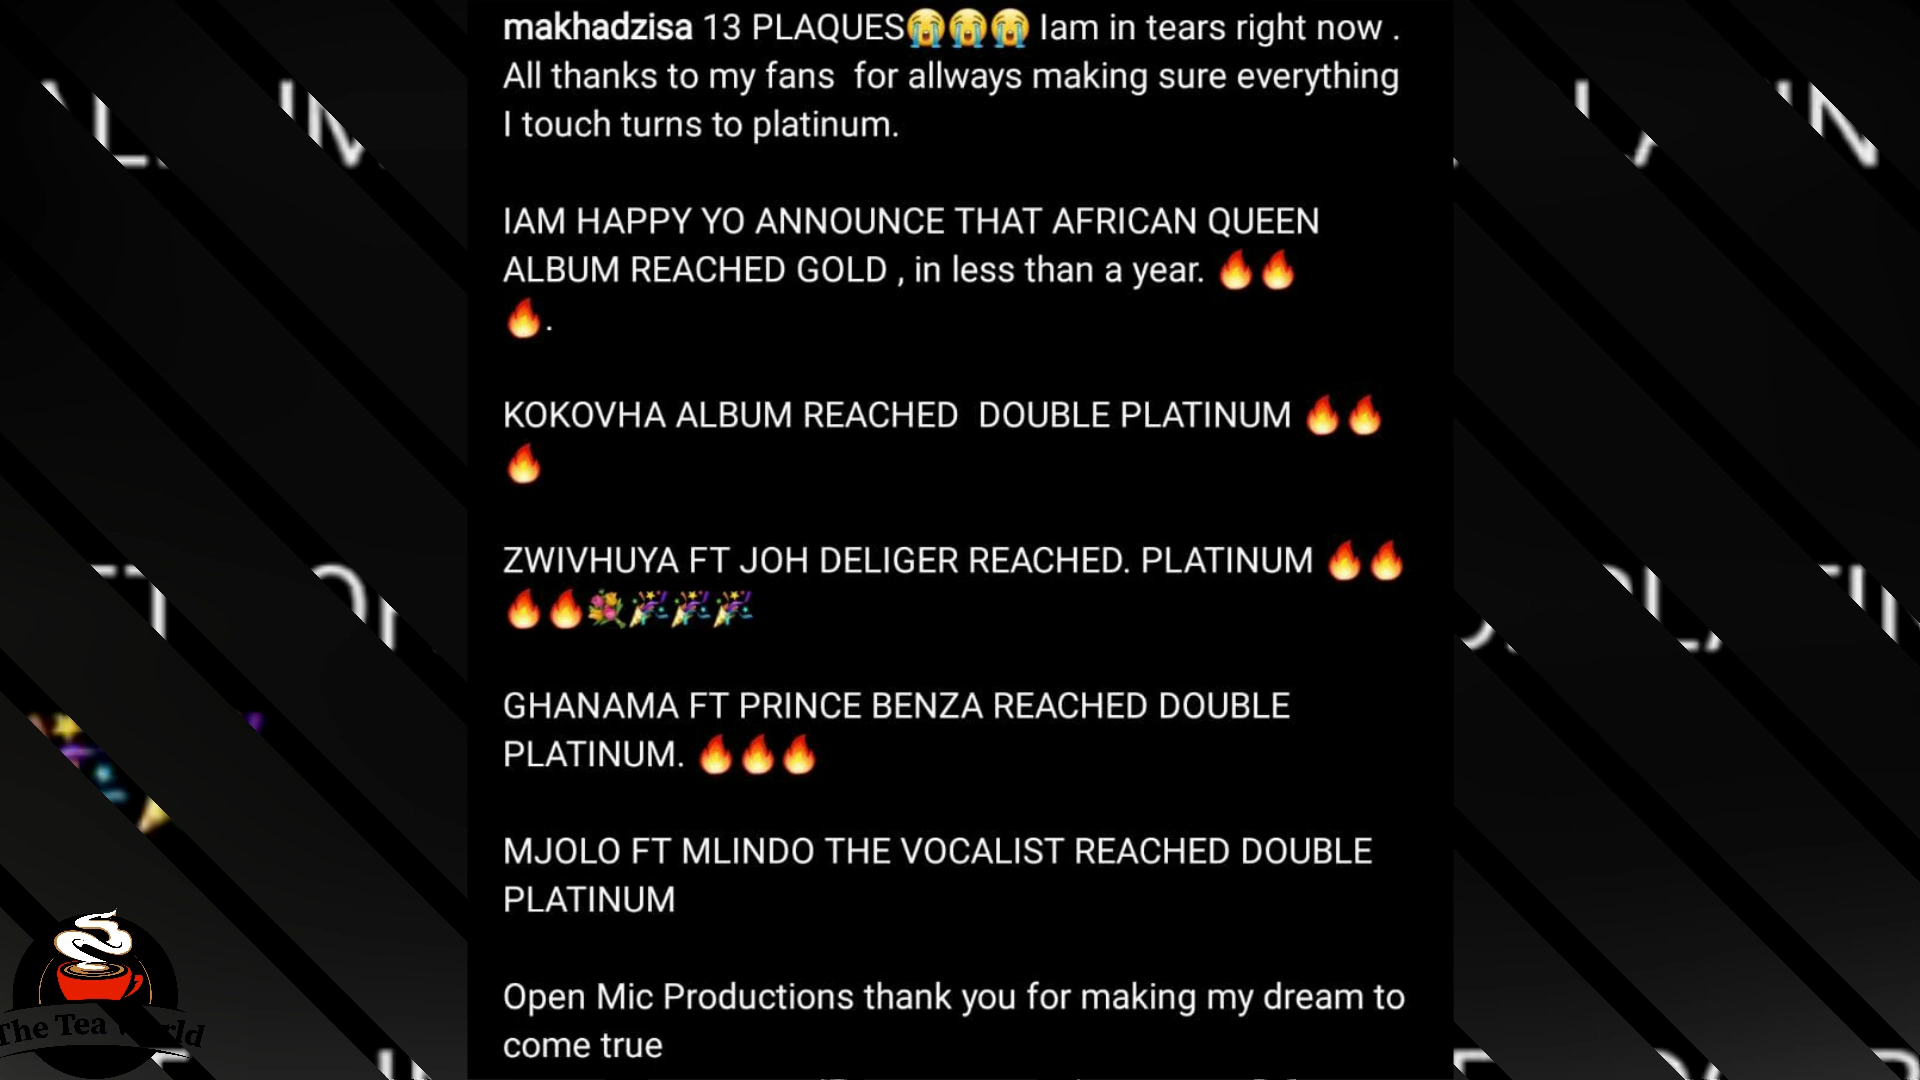 makhadzisa 13 PLAQUES😭😭😭 Iam in tears right now .
All thanks to my fans  for allways making sure everything
I touch turns to platinum.
IAM HAPPY YO ANNOUNCE THAT AFRICAN QUEEN
ALBUM REACHED GOLD , in less than a year. 🔥🔥
🔥.
KOKOVHA ALBUM REACHED  DOUBLE PLATINUM 🔥🔥
🔥
ZWIVHUYA FT JOH DELIGER REACHED. PLATINUM 🔥🔥
🔥🔥💐🎉🎉🎉
GHANAMA FT PRINCE BENZA REACHED DOUBLE
PLATINUM. 🔥🔥🔥
MJOLO FT MLINDO THE VOCALIST REACHED DOUBLE
PLATINUM
Open Mic Productions thank you for making my dream to
come true
The Tea World